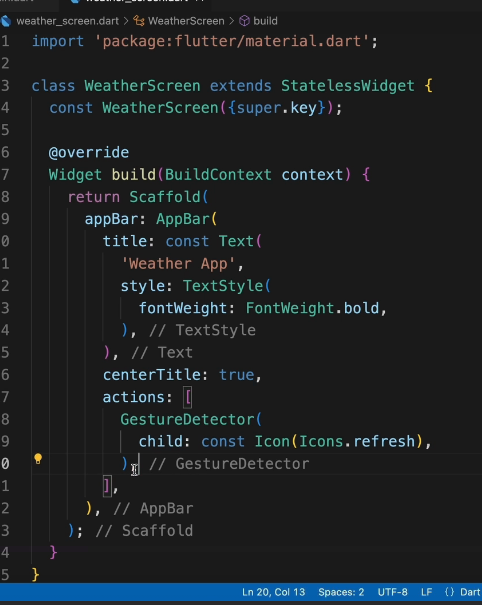 weather_screen.dart
weather_screen.dart > WeatherScreen > build
1 import 'package:flutter/material.dart';
2
3 class WeatherScreen extends StatelessWidget {
4 const WeatherScreen({super.key});
5
6 @override
7 Widget build(BuildContext context) {
8 return Scaffold(
9 appBar: AppBar(
0 title: const Text(
1 'Weather App',
2 style: TextStyle(
3 fontWeight: FontWeight.bold,
4 ), // TextStyle
5 ), // Text
6 centerTitle: true,
7 actions: [
8 GestureDetector(
9 child: const Icon(Icons.refresh),
0 ), // GestureDetector
1 ],
2 ), // AppBar
3 ); // Scaffold
4 }
5 }
Ln 20, Col 13 Spaces: 2 UTF-8 LF {} Dart